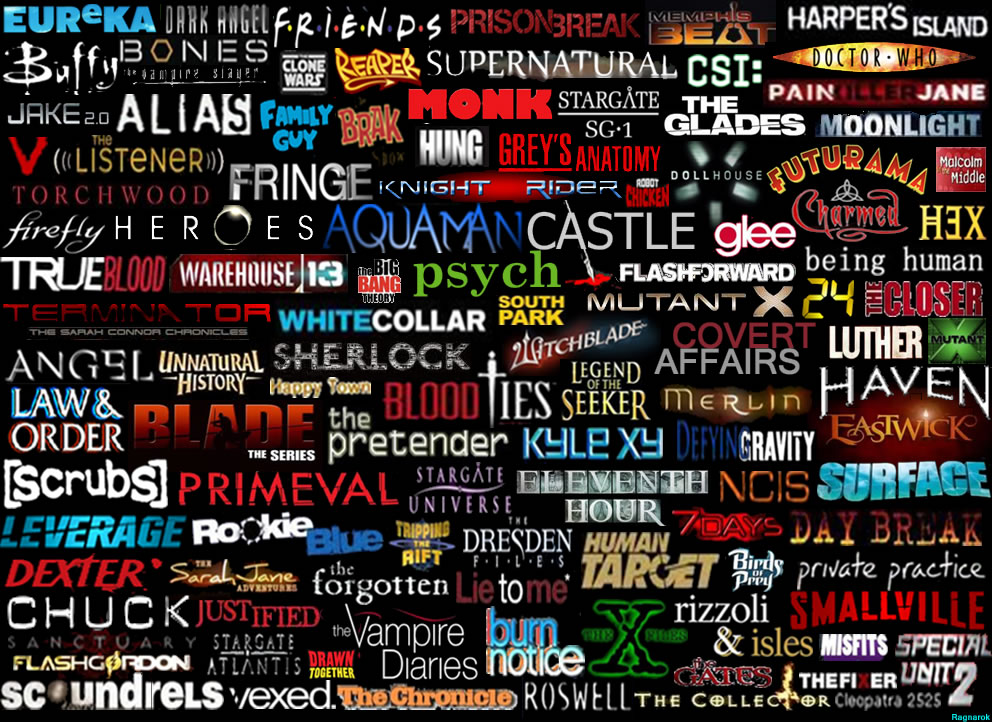 EUREKA
DARK ANGEL
F·R·I·E·N·D·S
PRISON BREAK
MEMPHIS
BEAT
HARPER'S ISLAND
Buffy
the vampire slayer
BONES
CLONE
WARS
REAPER
SUPERNATURAL
CSI:
DOCTOR·WHO
PAINKILLERJANE
JAKE 2.0
ALIAS
FAMILY
GUY
BRAK
SHOW
MONK
STARGATE
SG·1
THE
GLADES
MOONLIGHT
V
THE
((LISTENER))
HUNG
GREY'S ANATOMY
DOLLHOUSE
FUTURAMA
Malcolm
in the
Middle
TORCHWOOD
FRINGE
KNIGHT RIDER
ROBOT
CHICKEN
Charmed
HEX
firefly
HEROES
AQUAMAN
CASTLE
glee
being human
TRUEBLOOD
WAREHOUSE 13
the BIG
BANG
THEORY
psych
FLASHFORWARD
MUTANT X
24
THE CLOSER
TERMINATOR
THE SARAH CONNOR CHRONICLES
WHITECOLLAR
SOUTH
PARK
WITCHBLADE
COVERT
AFFAIRS
LUTHER
MUTANT
X
ANGEL
UNNATURAL
HISTORY
SHERLOCK
Happy Town
BLOOD TIES
LEGEND
OF THE
SEEKER
MERLIN
HAVEN
EASTWICK
LAW &
ORDER
BLADE
THE SERIES
the
pretender
KYLE XY
DEFYING GRAVITY
[scrubs]
PRIMEVAL
STARGATE
UNIVERSE
ELEVENTH
HOUR
NCIS
SURFACE
LEVERAGE
Rookie
Blue
TRIPPING
THE
RIFT
THE
DRESDEN
FILES
HUMAN
TARGET
7DAYS
DAY BREAK
DEXTER
THE
Sarah Jane
ADVENTURES
the
forgotten
Lie to me*
Birds
of
Prey
private practice
CHUCK
JUSTIFIED
the Vampire
Diaries
burn
notice
THE X FILES
rizzoli
& isles
SMALLVILLE
SANCTUARY
FLASH GORDON
STARGATE
ATLANTIS
DRAWN
TOGETHER
THE
GATES
MISFITS
THE FIXER
SPECIAL
UNIT 2
scoundrels
vexed.
The Chronicle
ROSWELL
THE COLLECTOR
Cleopatra 2525
Ragnarok